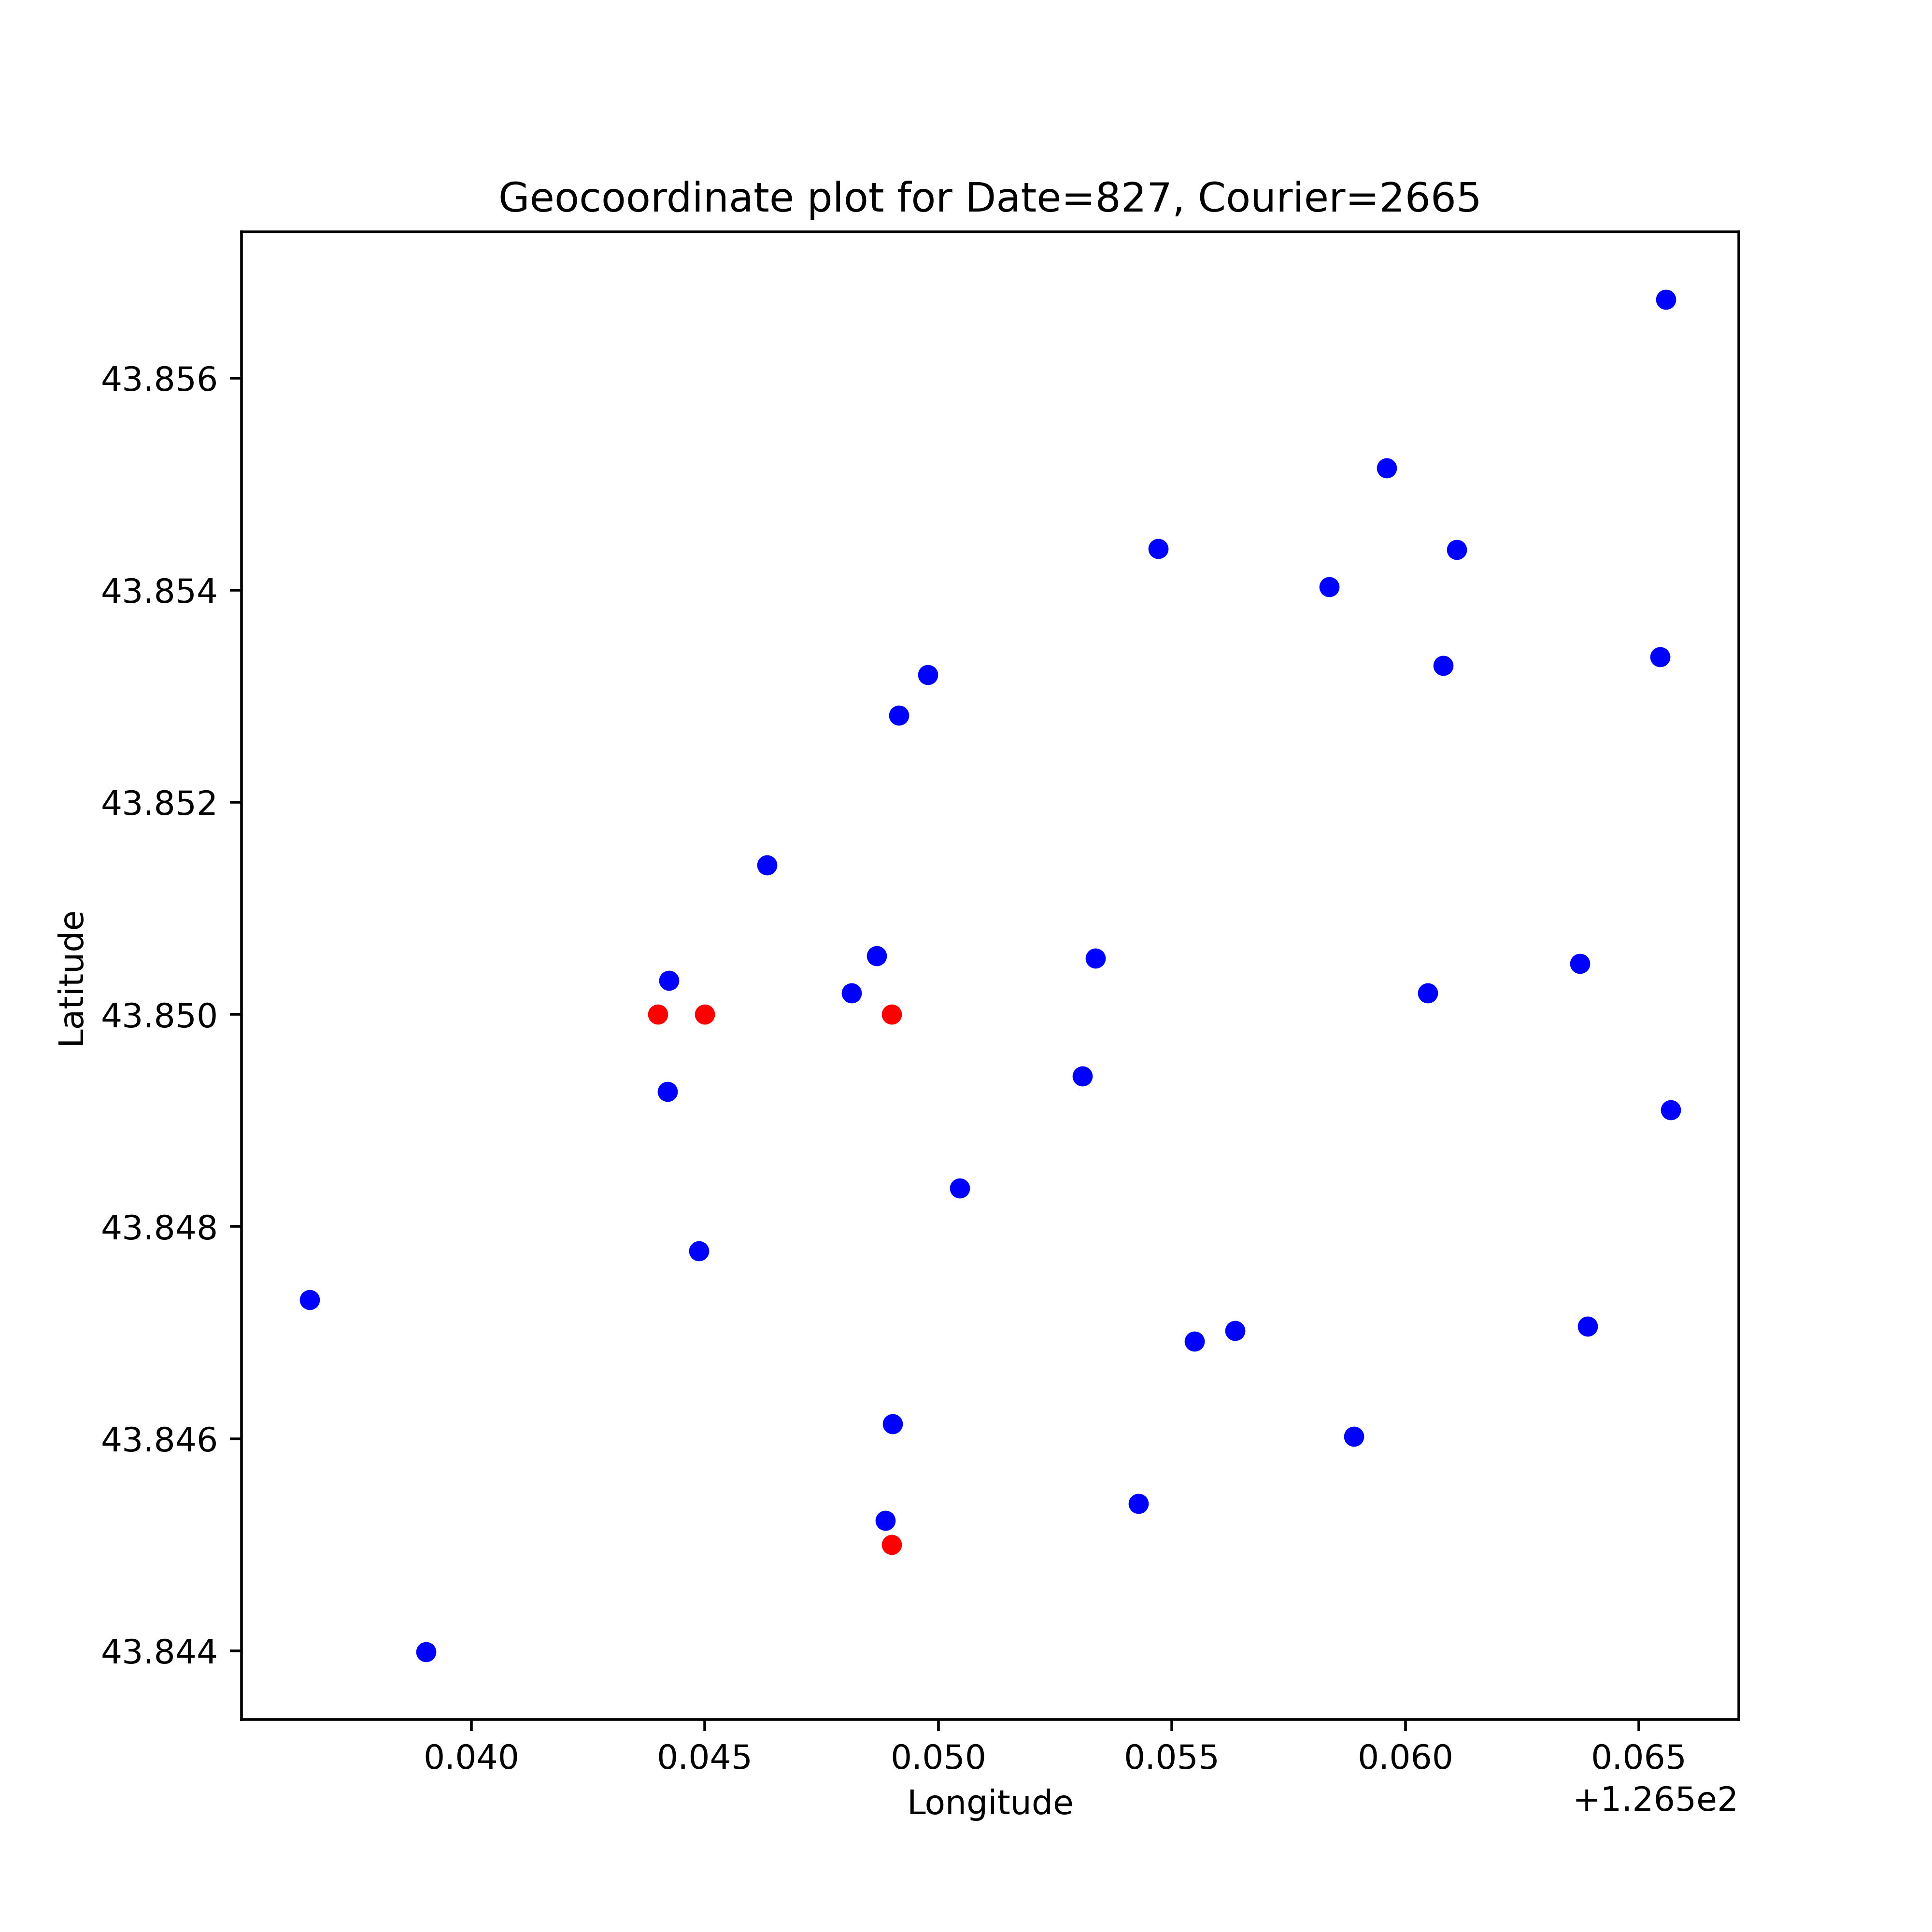 Geocoordinate plot for Date=827, Courier=2665
Latitude
43.856
43.854
43.852
43.850
43.848
43.846
43.844
0.040 0.045 0.050 0.055 0.060 0.065
+1.265e2
Longitude